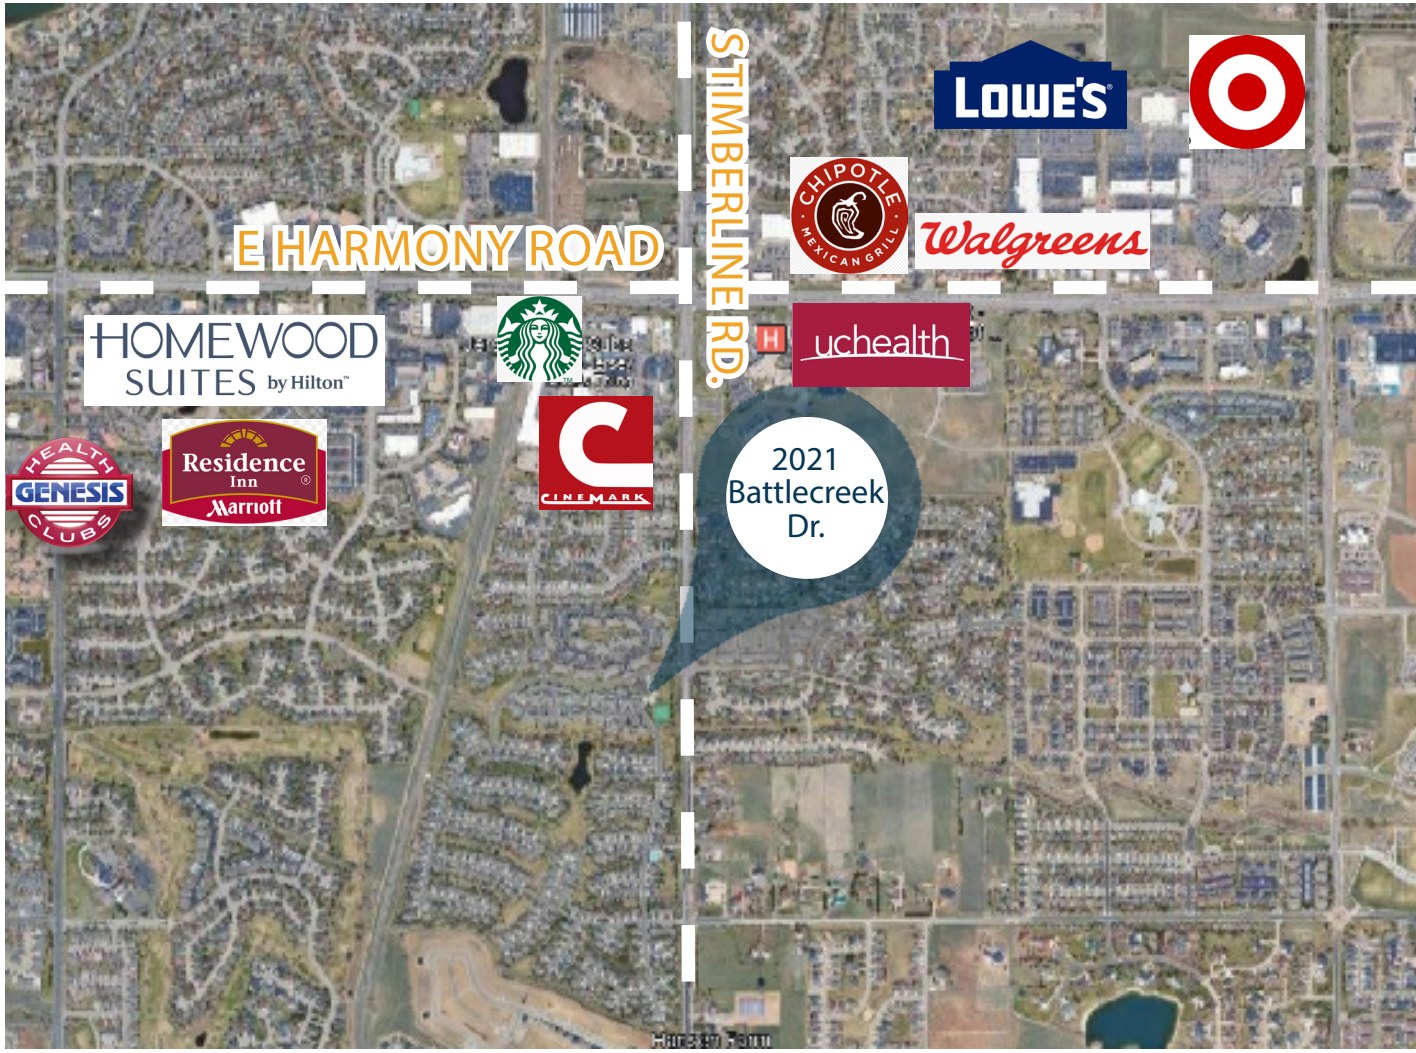 S TIMBERLINE RD.
LOWE'S
CHIPOTLE
MEXICAN GRILL
Walgreens
E HARMONY ROAD
HOMEWOOD
SUITES by Hilton™
H
uchealth
CINEMARK
Residence
Inn
®
Marriott
HEALTH
GENESIS
CLUBS
2021
Battlecreek
Dr.